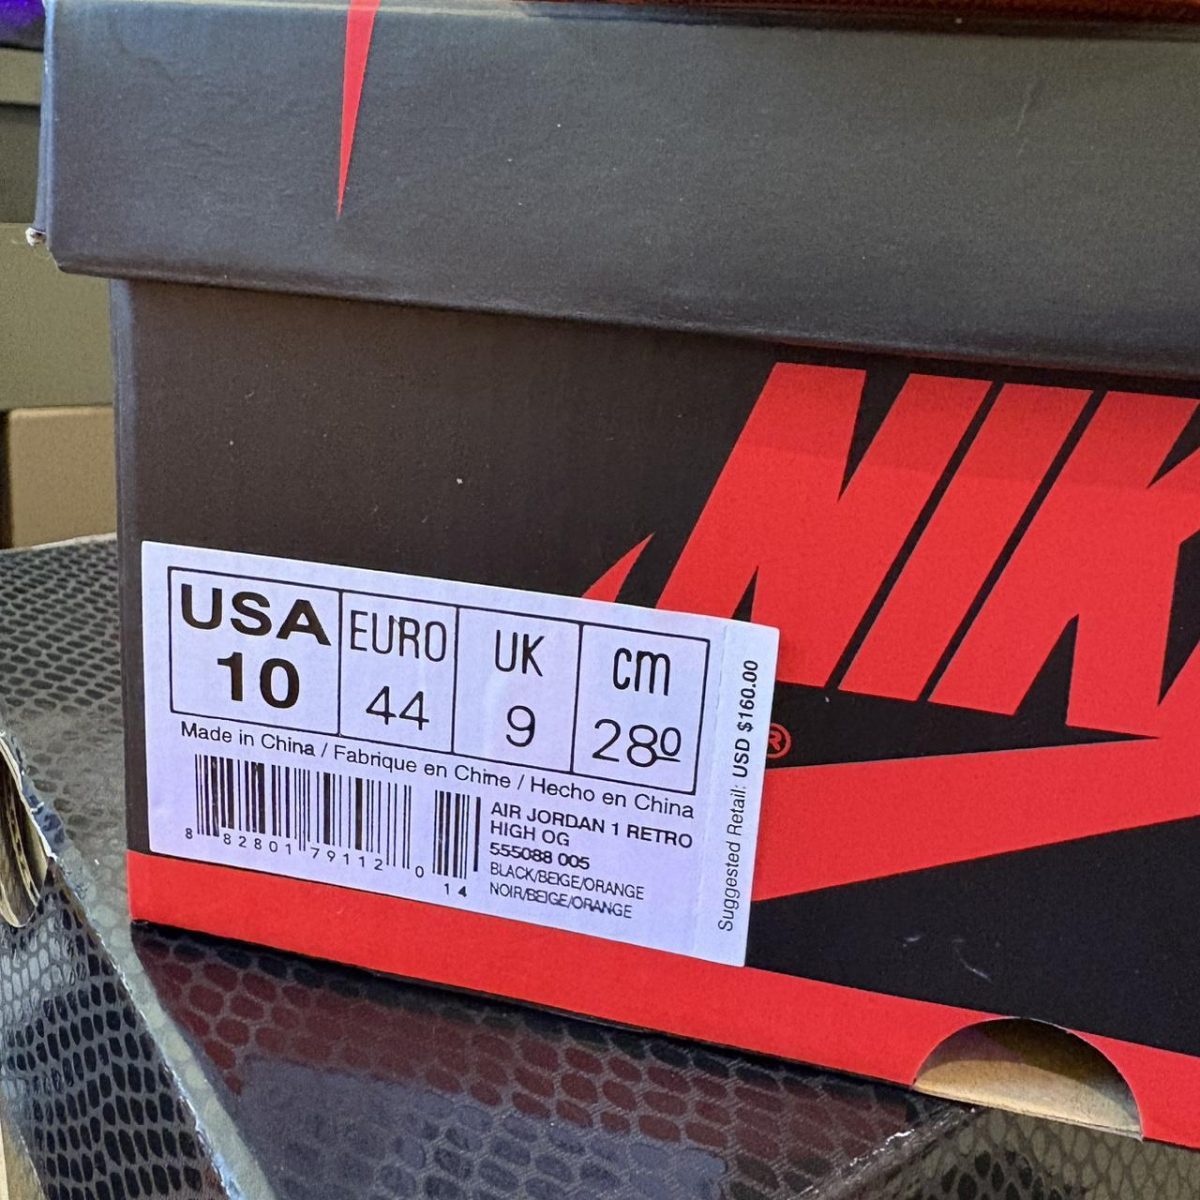 NIK
®
USA EURO UK cm
10 44 9 28⁰
Made in China / Fabrique en Chine / Hecho en China
8 82801 79112 0 14
AIR JORDAN 1 RETRO
HIGH OG
555088 005
BLACK/BEIGE/ORANGE
NOIR/BEIGE/ORANGE
Suggested Retail: USD $160.00